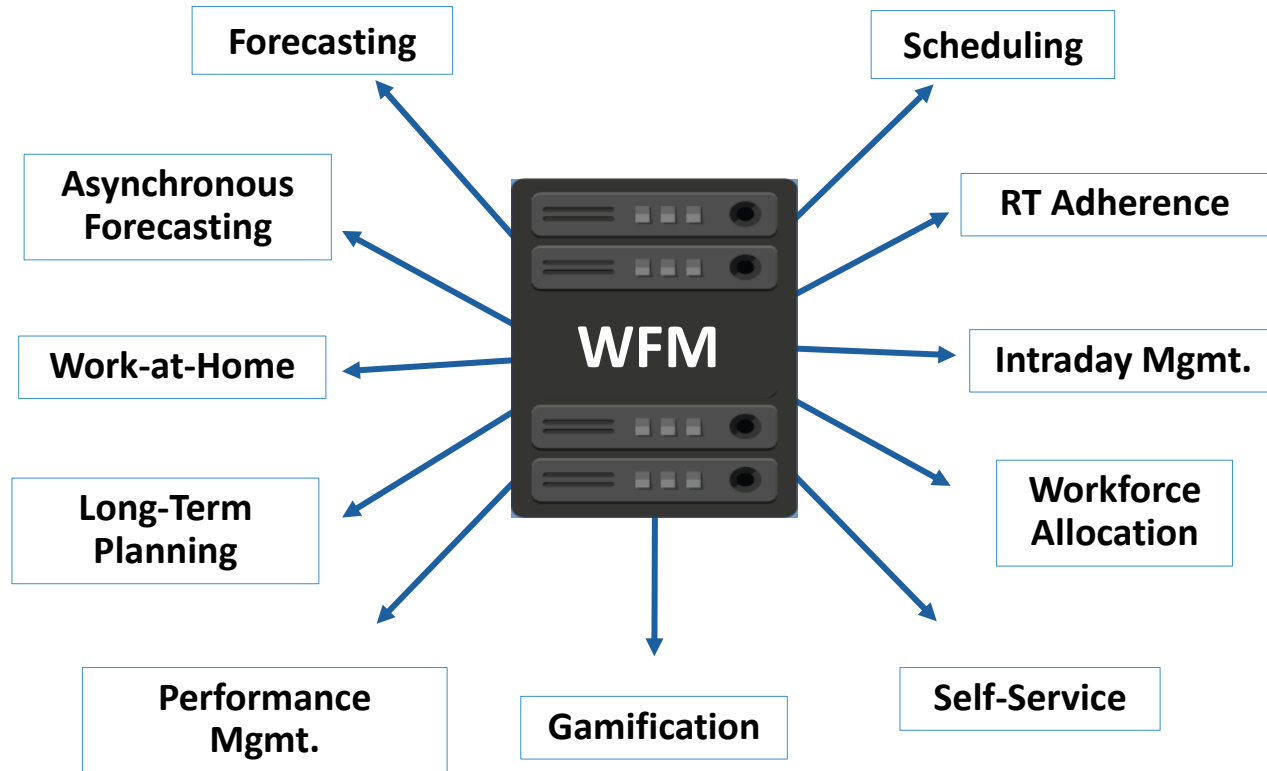 Forecasting
Scheduling
Asynchronous
Forecasting
RT Adherence
WFM
Work-at-Home
Intraday Mgmt.
Long-Term
Planning
Workforce
Allocation
Performance
Mgmt.
Gamification
Self-Service